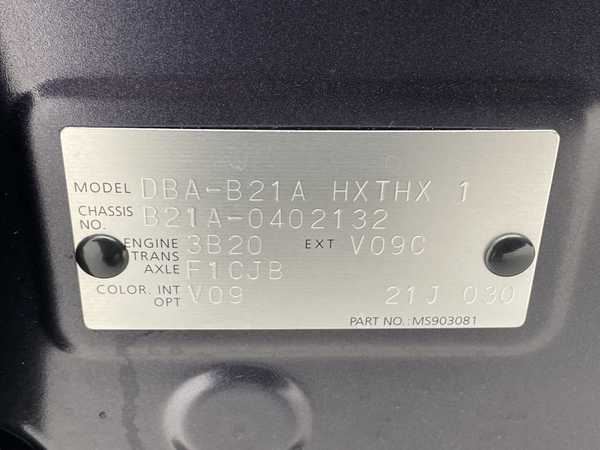 MODEL DBA-B21A HXTHX 1
CHASSIS NO. B21A-0402132
ENGINE 3B20 EXT V09C
TRANS AXLE F1CJB
COLOR. INT OPT V09 21J 030
PART NO.:MS903081